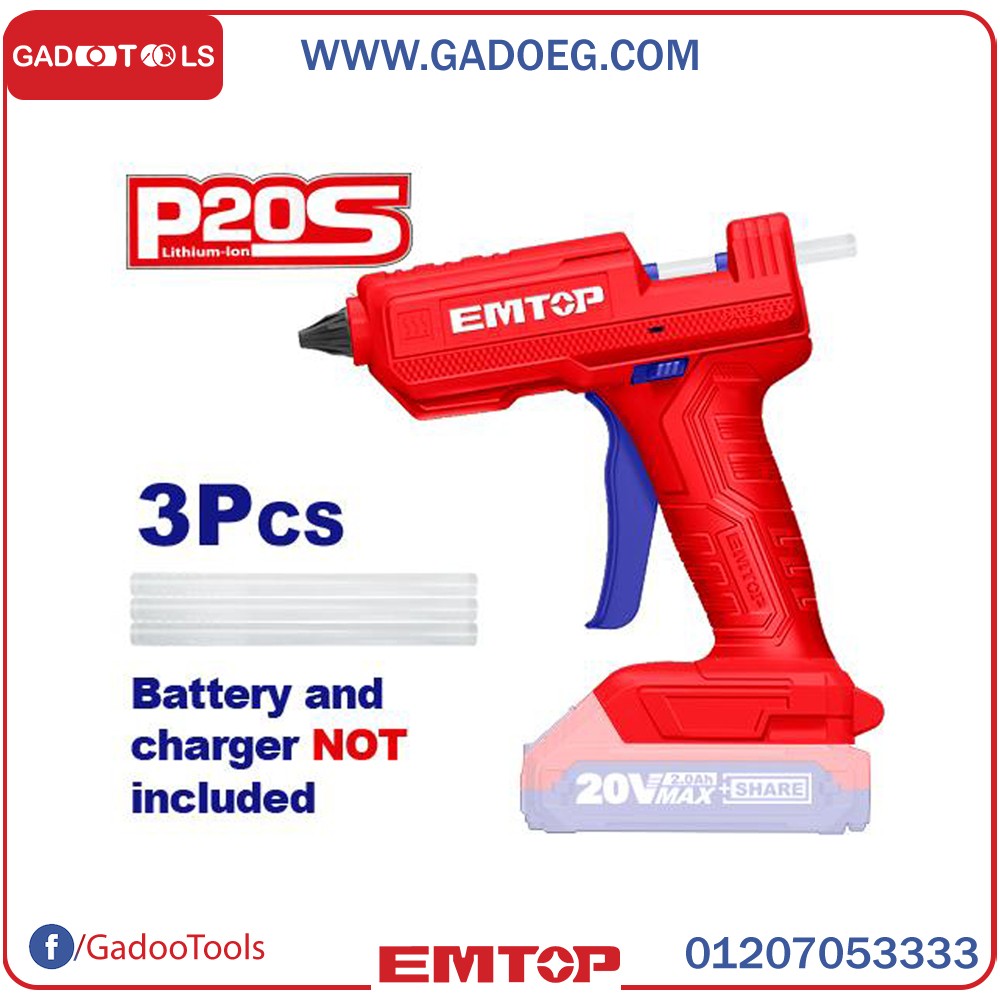 GADOOTOOLS
WWW.GADOEG.COM
P20S
Lithium-Ion
EMTOP
3Pcs
EMTOP
Battery and
charger NOT
included
20V MAX 2.0Ah +SHARE
f/GadooTools
EMTOP
01207053333